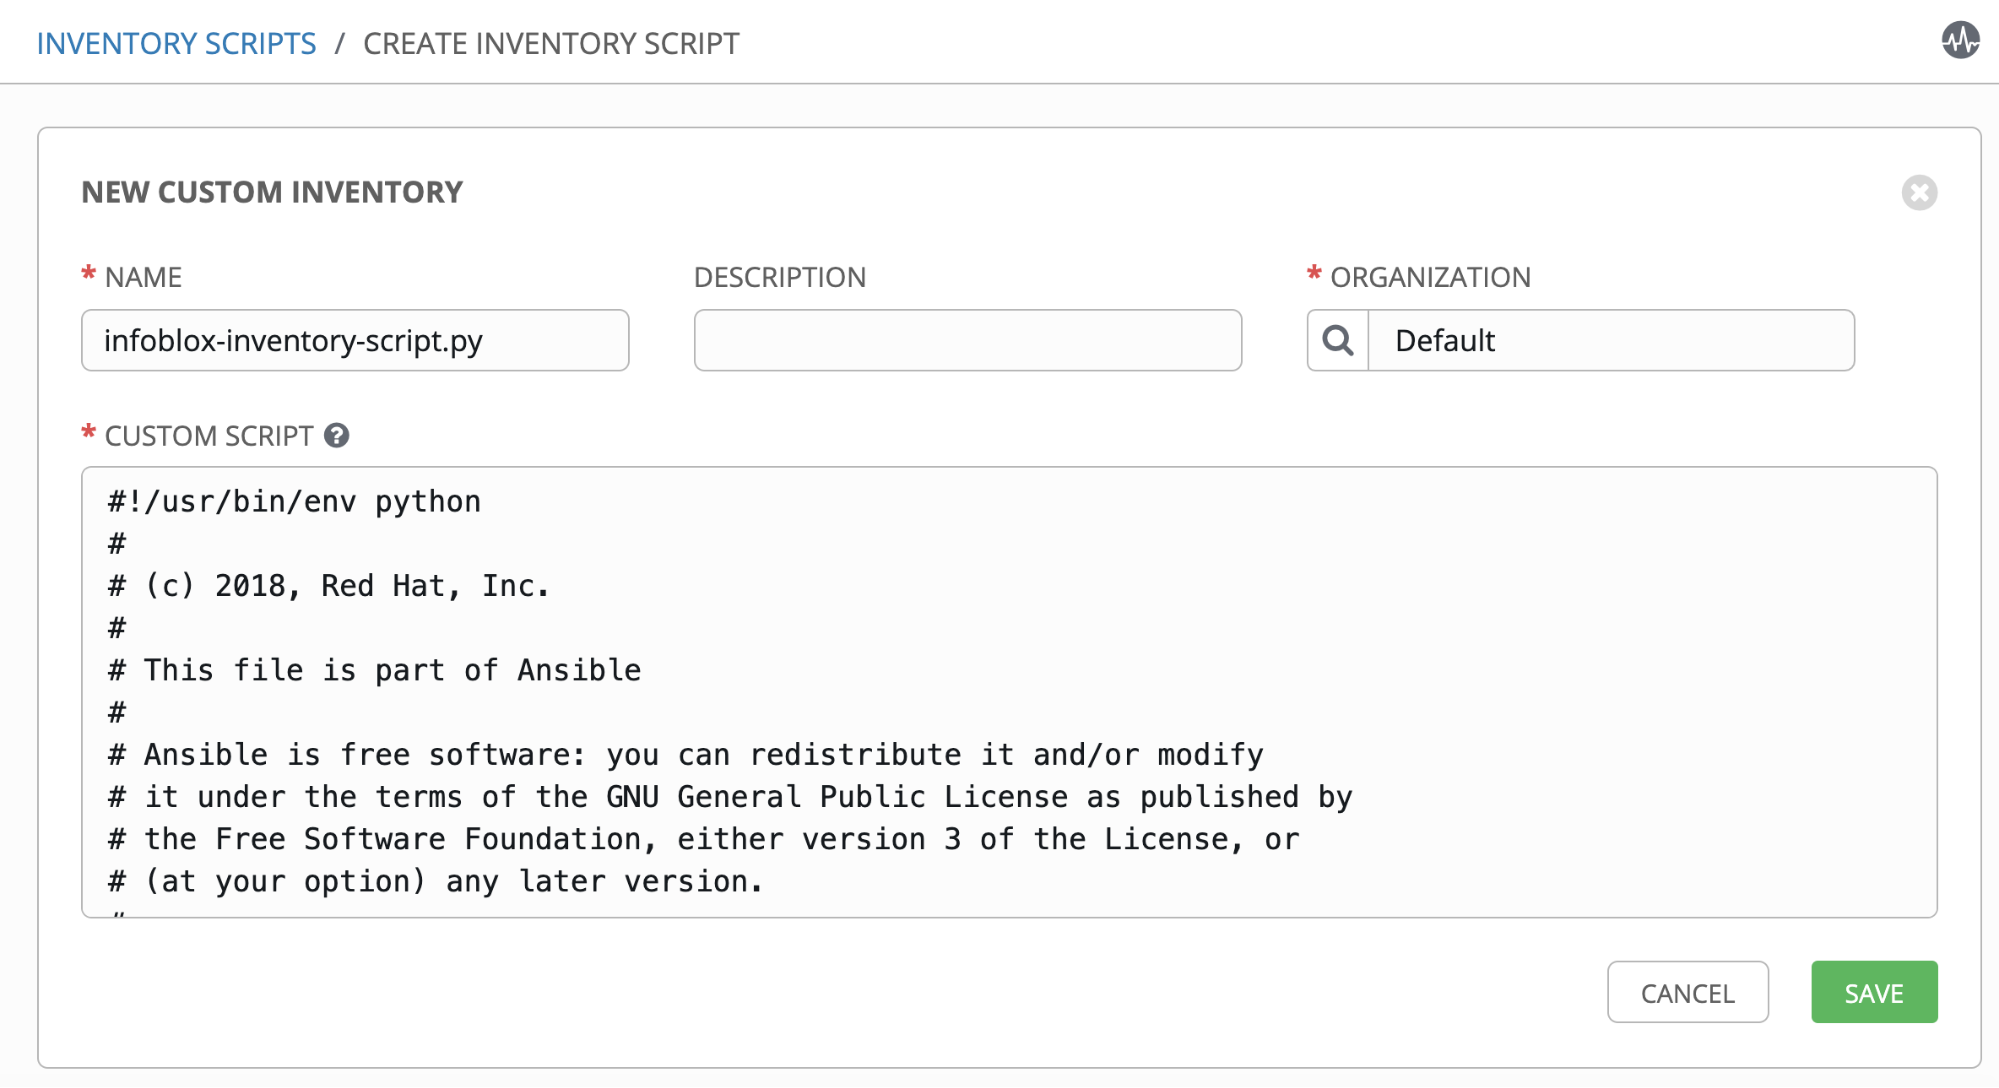 INVENTORY SCRIPTS / CREATE INVENTORY SCRIPT
NEW CUSTOM INVENTORY
* NAME
infoblox-inventory-script.py
DESCRIPTION
* ORGANIZATION
Default
* CUSTOM SCRIPT ?
#!/usr/bin/env python
#
# (c) 2018, Red Hat, Inc.
#
# This file is part of Ansible
#
# Ansible is free software: you can redistribute it and/or modify
# it under the terms of the GNU General Public License as published by
# the Free Software Foundation, either version 3 of the License, or
# (at your option) any later version.
#
CANCEL
SAVE